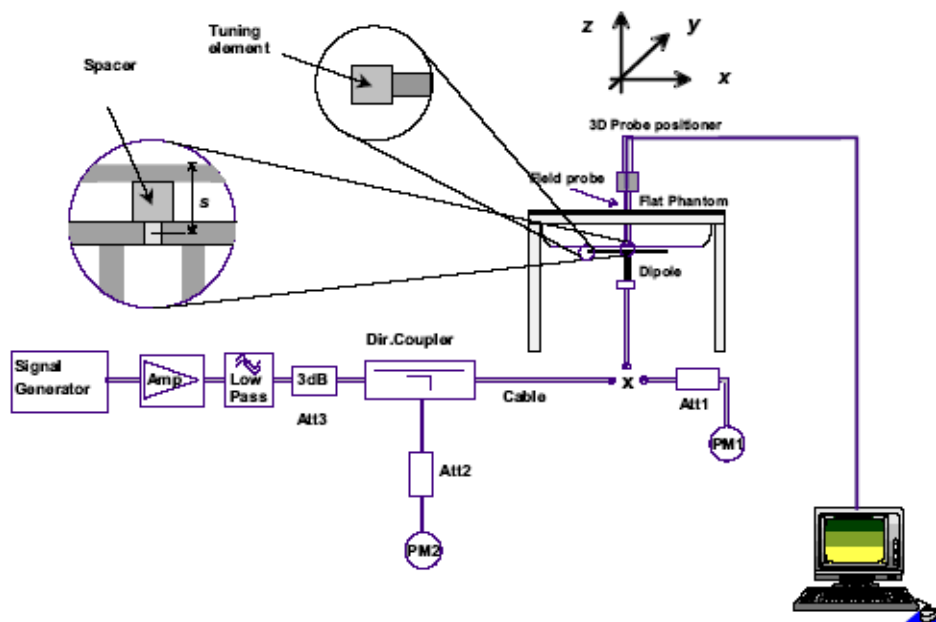 Tuning
element
z
y
x
Spacer
3D Probe positioner
Field probe
Flat Phantom
s
Dipole
Dir.Coupler
Signal
Generator
Amp
Low
Pass
3dB
Cable
x
Att3
Att1
PM1
Att2
PM2